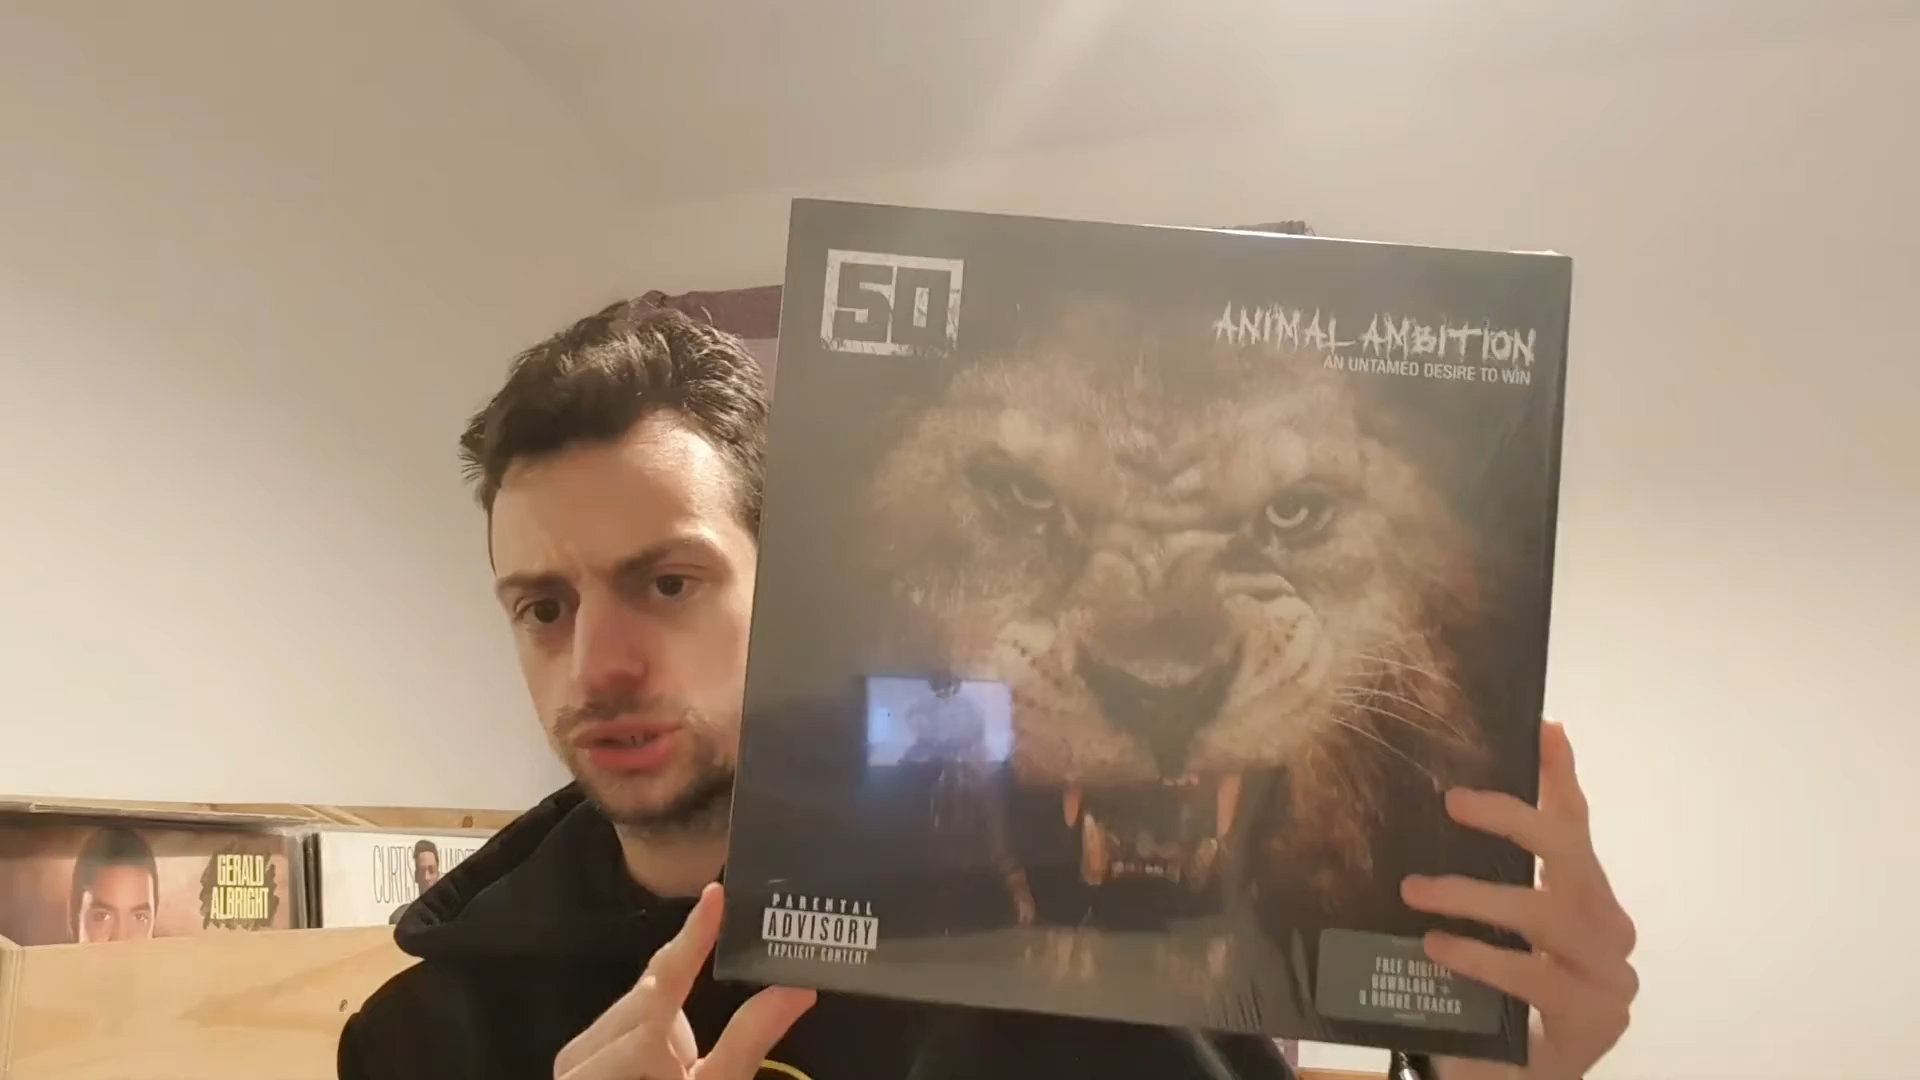 50
ANIMAL AMBITION
AN UNTAMED DESIRE TO WIN
PARENTAL
ADVISORY
EXPLICIT CONTENT
FREE DIGITAL
DOWNLOAD +
BONUS TRACKS
GERALD
ALBRIGHT
CURTIS